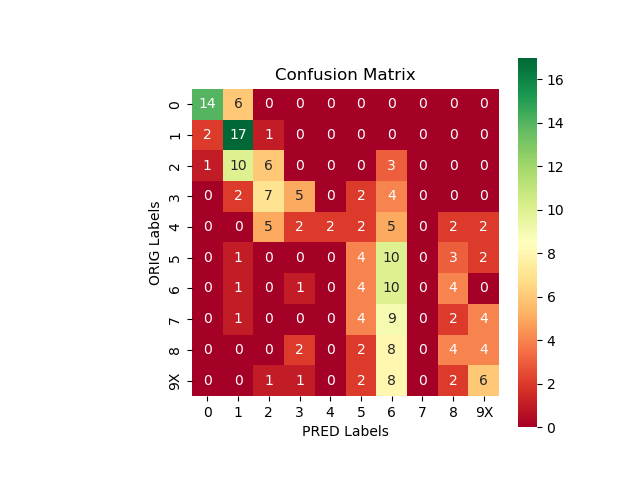 Confusion Matrix
0 14 6 0 0 0 0 0 0 0 0
1 2 17 1 0 0 0 0 0 0 0
2 1 10 6 0 0 0 3 0 0 0
3 0 2 7 5 0 2 4 0 0 0
4 0 0 5 2 2 2 5 0 2 2
5 0 1 0 0 0 4 10 0 3 2
6 0 1 0 1 0 4 10 0 4 0
7 0 1 0 0 0 4 9 0 2 4
8 0 0 0 2 0 2 8 0 4 4
9X 0 0 1 1 0 2 8 0 2 6
0 1 2 3 4 5 6 7 8 9X
ORIG Labels
PRED Labels
16
14
12
10
8
6
4
2
0